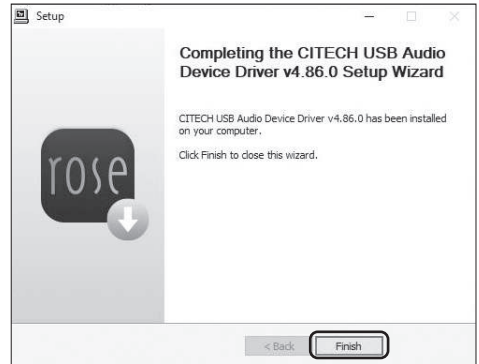 Setup
Completing the CITECH USB Audio
Device Driver v4.86.0 Setup Wizard
CITECH USB Audio Device Driver v4.86.0 has been installed
on your computer.
Click Finish to close this wizard.
rose
< Back
Finish